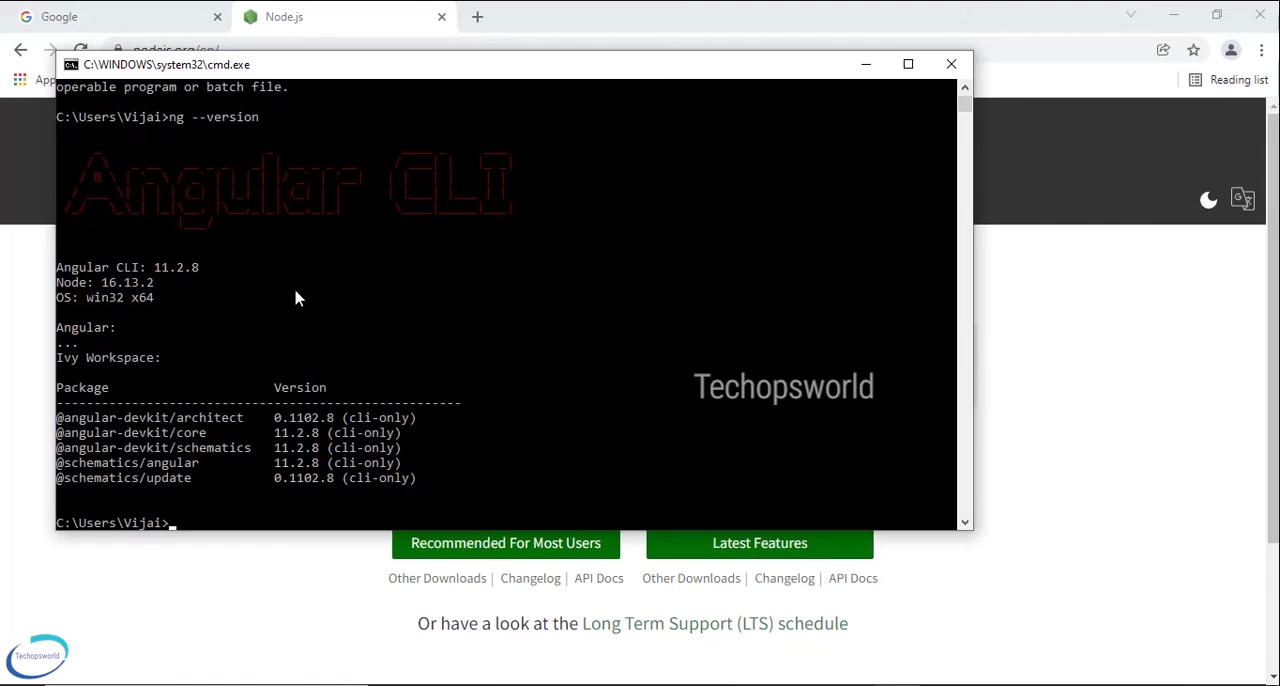 Google
Node.js
nodejs.org/en/
App
Reading list
C:\WINDOWS\system32\cmd.exe
operable program or batch file.
C:\Users\Vijai>ng --version
Angular CLI
Angular CLI: 11.2.8
Node: 16.13.2
OS: win32 x64
Angular:
...
Ivy Workspace:
Package Version
------------------------------------------------------
@angular-devkit/architect 0.1102.8 (cli-only)
@angular-devkit/core 11.2.8 (cli-only)
@angular-devkit/schematics 11.2.8 (cli-only)
@schematics/angular 11.2.8 (cli-only)
@schematics/update 0.1102.8 (cli-only)
C:\Users\Vijai>
Techopsworld
Recommended For Most Users Latest Features
Other Downloads | Changelog | API Docs Other Downloads | Changelog | API Docs
Or have a look at the Long Term Support (LTS) schedule
Techopsworld